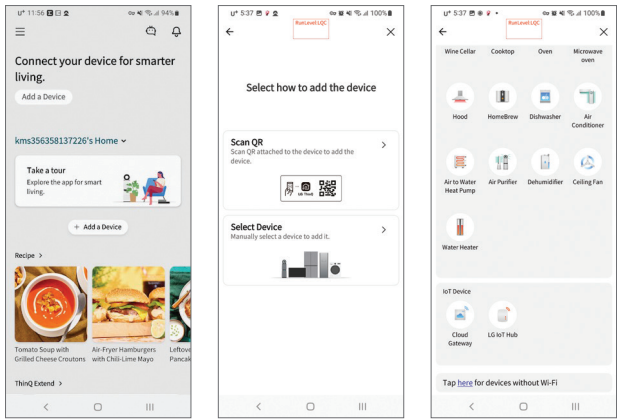 U⁺ 11:56
94%
Connect your device for smarter
living.
Add a Device
kms356358137226's Home
Take a tour
Explore the app for smart
living.
+ Add a Device
Recipe >
Tomato Soup with
Grilled Cheese Croutons
Air-Fryer Hamburgers
with Chili-Lime Mayo
Leftove
Pancak
ThinQ Extend >
U⁺ 5:37
100%
RunLevel:LQC
Select how to add the device
Scan QR
Scan QR attached to the device to add the
device.
LG ThinQ
Select Device
Manually select a device to add it.
U⁺ 5:37
100%
RunLevel:LQC
Wine Cellar
Cooktop
Oven
Microwave
oven
Hood
HomeBrew
Dishwasher
Air
Conditioner
Air to Water
Heat Pump
Air Purifier
Dehumidifier
Ceiling Fan
Water Heater
IoT Device
Cloud
Gateway
LG IoT Hub
Tap here for devices without Wi-Fi